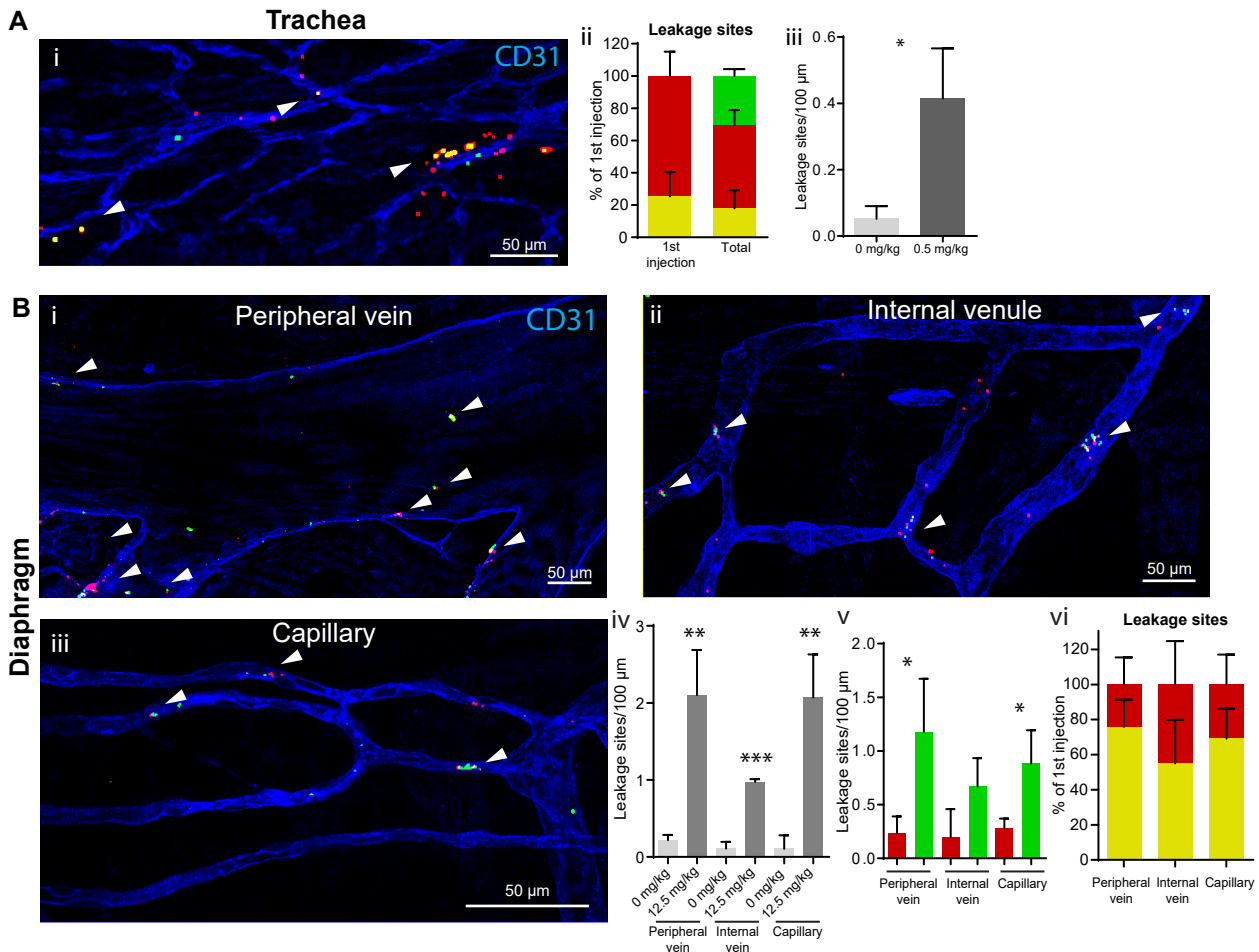 A
Trachea
i
CD31
50 µm
ii
Leakage sites
% of 1st injection
120
100
80
60
40
20
0
1st
injection
Total
iii
Leakage sites/100 µm
*
0.6
0.4
0.2
0.0
0 mg/kg
0.5 mg/kg
B
Diaphragm
i
Peripheral vein
CD31
50 µm
ii
Internal venule
50 µm
iii
Capillary
50 µm
iv
Leakage sites/100 µm
3
2
1
0
**
***
**
0 mg/kg
12.5 mg/kg
0 mg/kg
12.5 mg/kg
0 mg/kg
12.5 mg/kg
Peripheral
vein
Internal
vein
Capillary
v
Leakage sites/100 µm
2.0
1.5
1.0
0.5
0.0
*
*
Peripheral
vein
Internal
vein
Capillary
vi
Leakage sites
% of 1st injection
120
100
80
60
40
20
0
Peripheral
vein
Internal
vein
Capillary